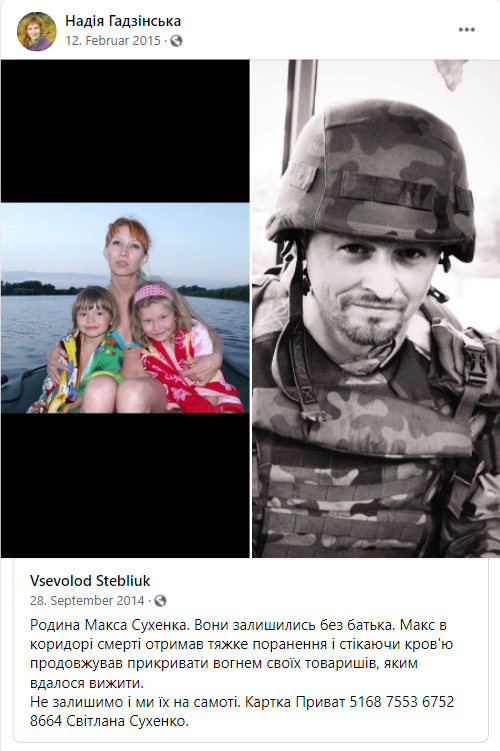 Надія Гадзінська
12. Februar 2015 ·
Vsevolod Stebliuk
28. September 2014 ·
Родина Макса Сухенка. Вони залишились без батька. Макс в
коридорі смерті отримав тяжке поранення і стікаючи кров'ю
продовжував прикривати вогнем своїх товаришів, яким
вдалося вижити.
Не залишимо і ми їх на самоті. Картка Приват 5168 7553 6752
8664 Світлана Сухенко.